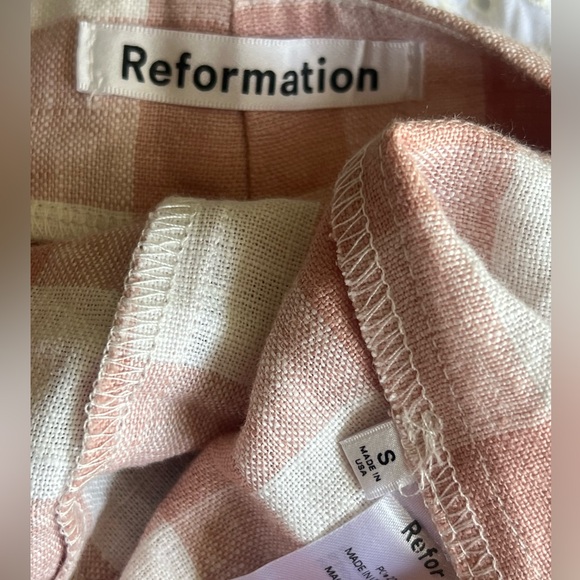 Reformation
S
MADE IN
USA
Refor
MADE IN